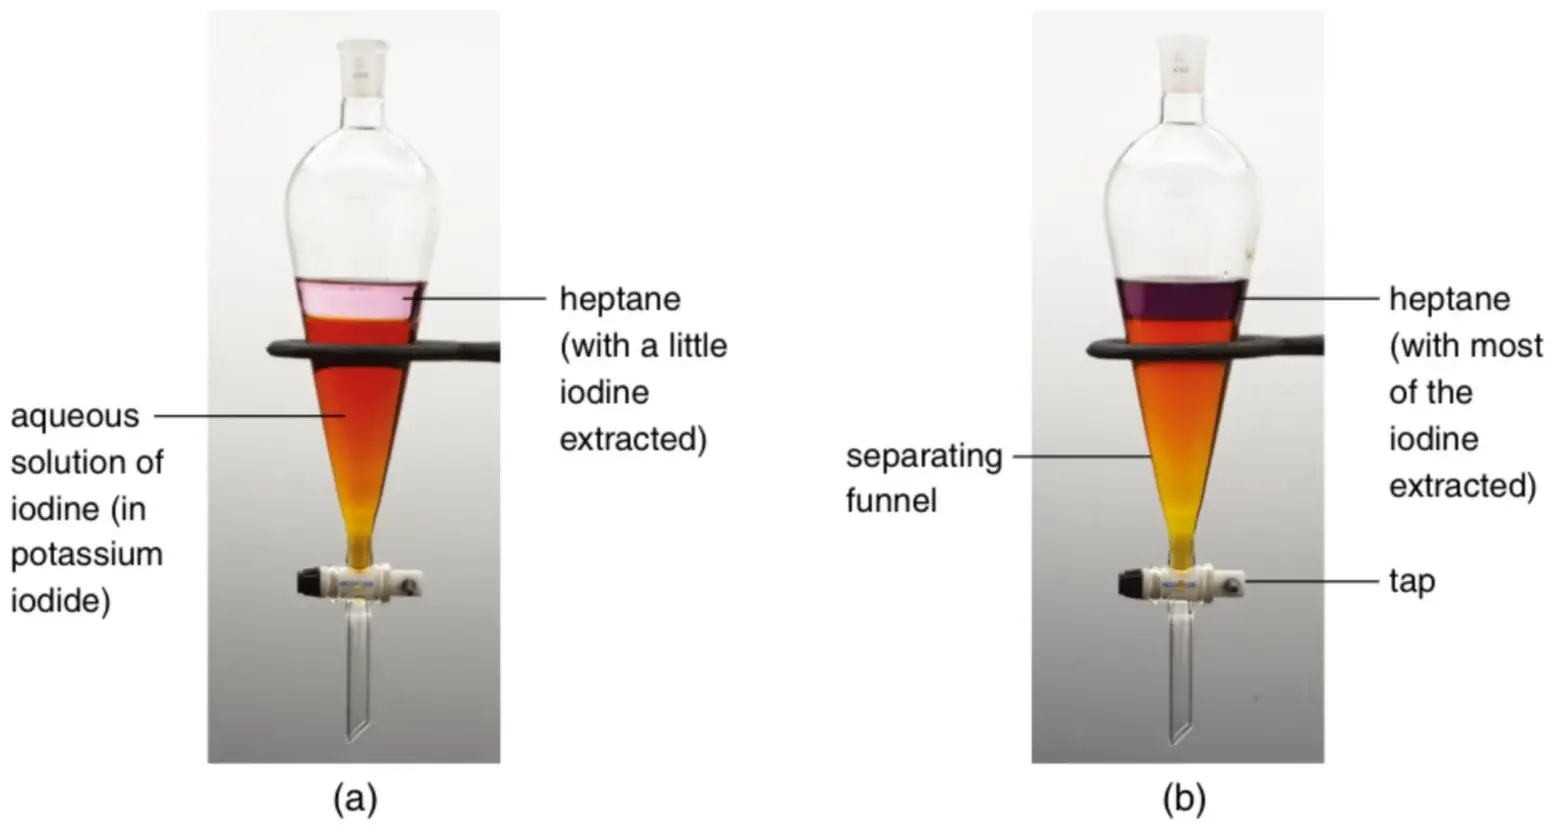 heptane
(with a little
iodine
extracted)
aqueous
solution of
iodine (in
potassium
iodide)
(a)
heptane
(with most
of the
iodine
extracted)
separating
funnel
tap
(b)